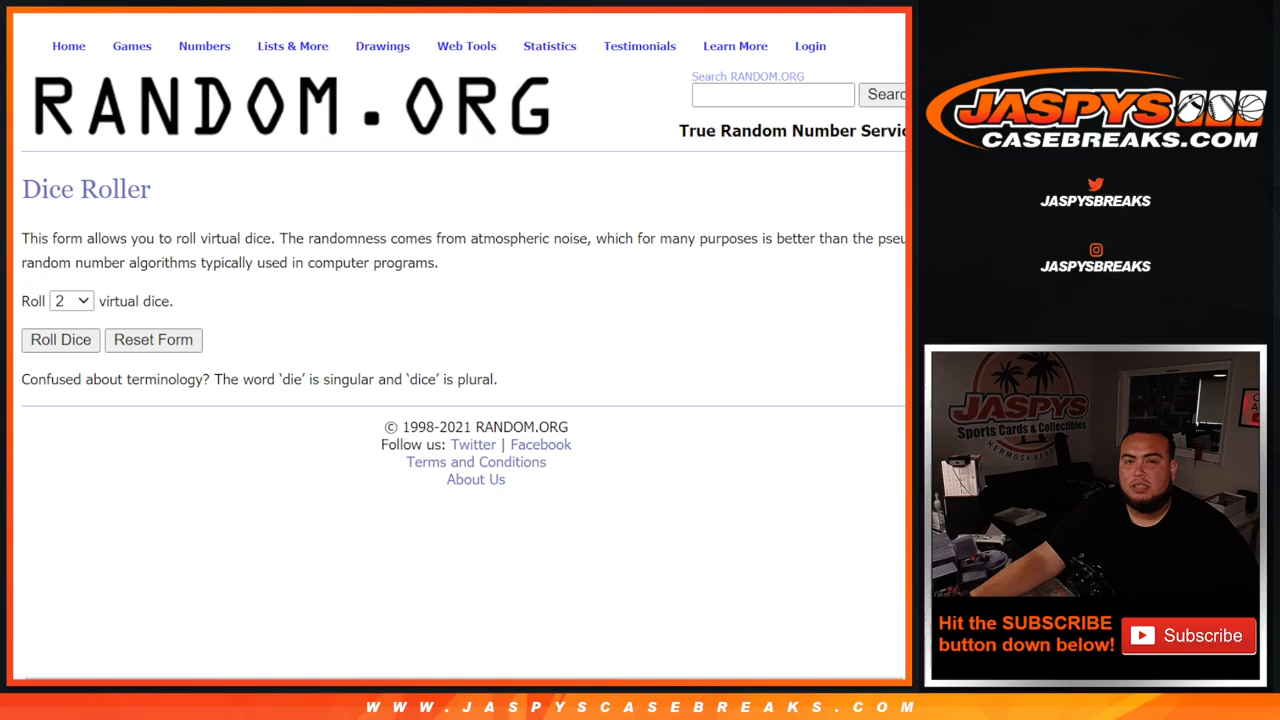 Home Games Numbers Lists & More Drawings Web Tools Statistics Testimonials Learn More Login
RANDOM.ORG
Search RANDOM.ORG
Searc
True Random Number Servic
Dice Roller
This form allows you to roll virtual dice. The randomness comes from atmospheric noise, which for many purposes is better than the pseu
random number algorithms typically used in computer programs.
Roll 2 virtual dice.
Roll Dice Reset Form
Confused about terminology? The word ‘die’ is singular and ‘dice’ is plural.
© 1998-2021 RANDOM.ORG
Follow us: Twitter | Facebook
Terms and Conditions
About Us
JASPYS
CASEBREAKS.COM
JASPYSBREAKS
JASPYSBREAKS
JASPYS
Sports Cards & Collectibles
Hit the SUBSCRIBE
button down below!
Subscribe
WWW.JASPYSCASEBREAKS.COM